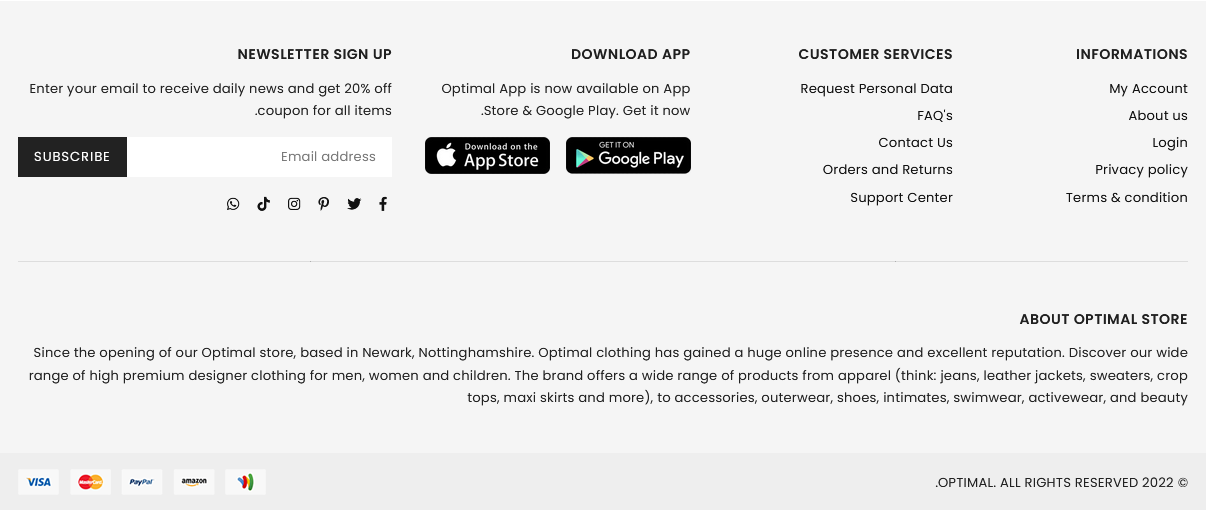 INFORMATIONS
My Account
About us
Login
Privacy policy
Terms & condition
CUSTOMER SERVICES
Request Personal Data
FAQ's
Contact Us
Orders and Returns
Support Center
DOWNLOAD APP
Optimal App is now available on App
.Store & Google Play. Get it now
Download on the
App Store
GET IT ON
Google Play
NEWSLETTER SIGN UP
Enter your email to receive daily news and get 20% off
.coupon for all items
Email address
SUBSCRIBE
ABOUT OPTIMAL STORE
Since the opening of our Optimal store, based in Newark, Nottinghamshire. Optimal clothing has gained a huge online presence and excellent reputation. Discover our wide
range of high premium designer clothing for men, women and children. The brand offers a wide range of products from apparel (think: jeans, leather jackets, sweaters, crop
tops, maxi skirts and more), to accessories, outerwear, shoes, intimates, swimwear, activewear, and beauty
.OPTIMAL. ALL RIGHTS RESERVED 2022 ©
VISA
MasterCard
PayPal
amazon